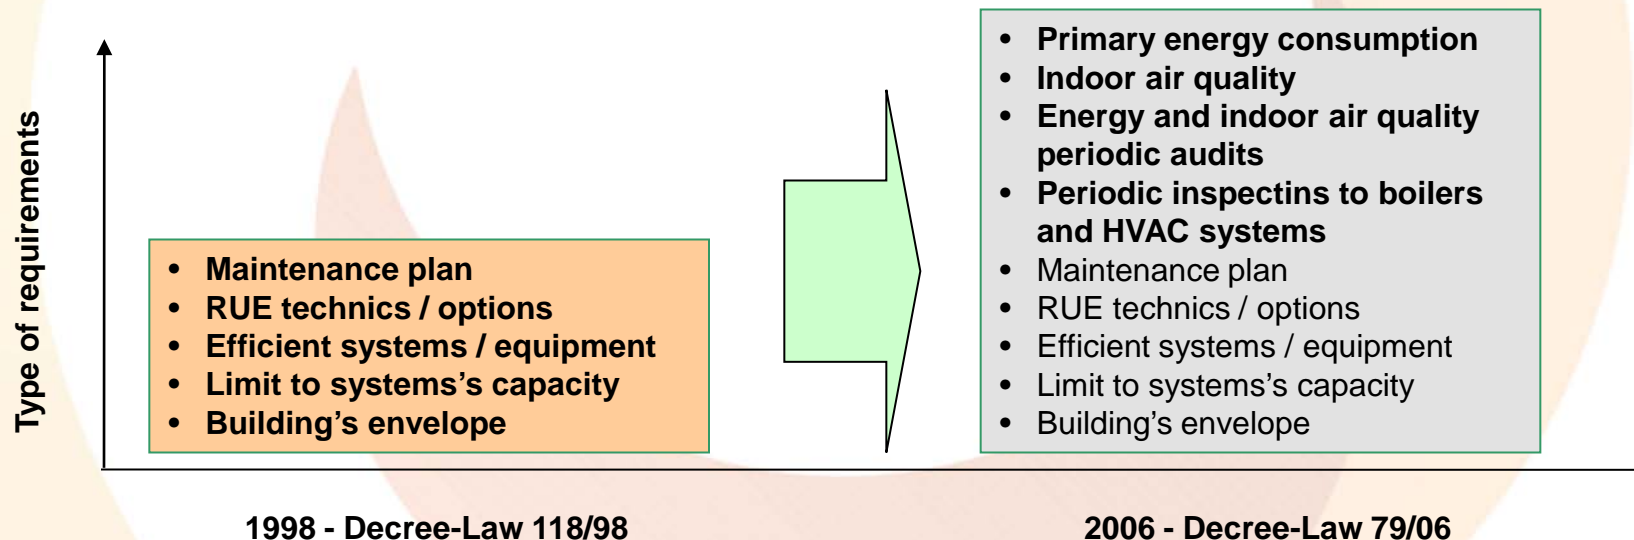 Type of requirements
• Maintenance plan
• RUE technics / options
• Efficient systems / equipment
• Limit to systems’s capacity
• Building’s envelope
• Primary energy consumption
• Indoor air quality
• Energy and indoor air quality
periodic audits
• Periodic inspectins to boilers
and HVAC systems
• Maintenance plan
• RUE technics / options
• Efficient systems / equipment
• Limit to systems’s capacity
• Building’s envelope
1998 - Decree-Law 118/98
2006 - Decree-Law 79/06